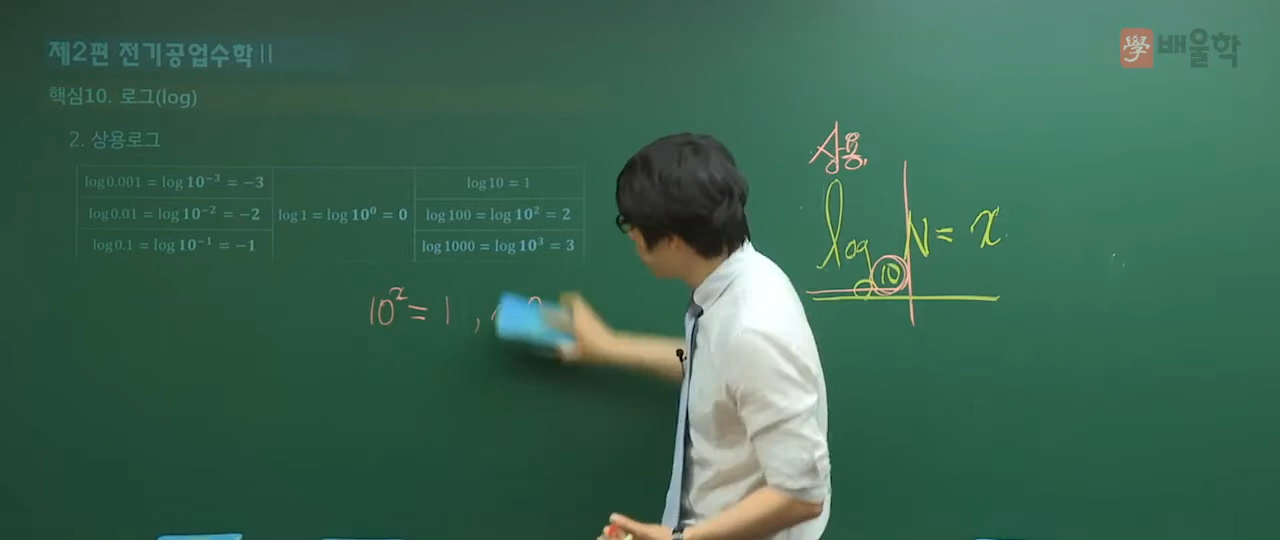 제2편 전기공업수학 II
學 배울학
핵심10. 로그(log)
2. 상용로그
log 0.001 = log 10⁻³ = −3
log 0.01 = log 10⁻² = −2
log 0.1 = log 10⁻¹ = −1
log 1 = log 10⁰ = 0
log 10 = 1
log 100 = log 10² = 2
log 1000 = log 10³ = 3
10ˣ = 1 ,
상용
log₁₀ N = x